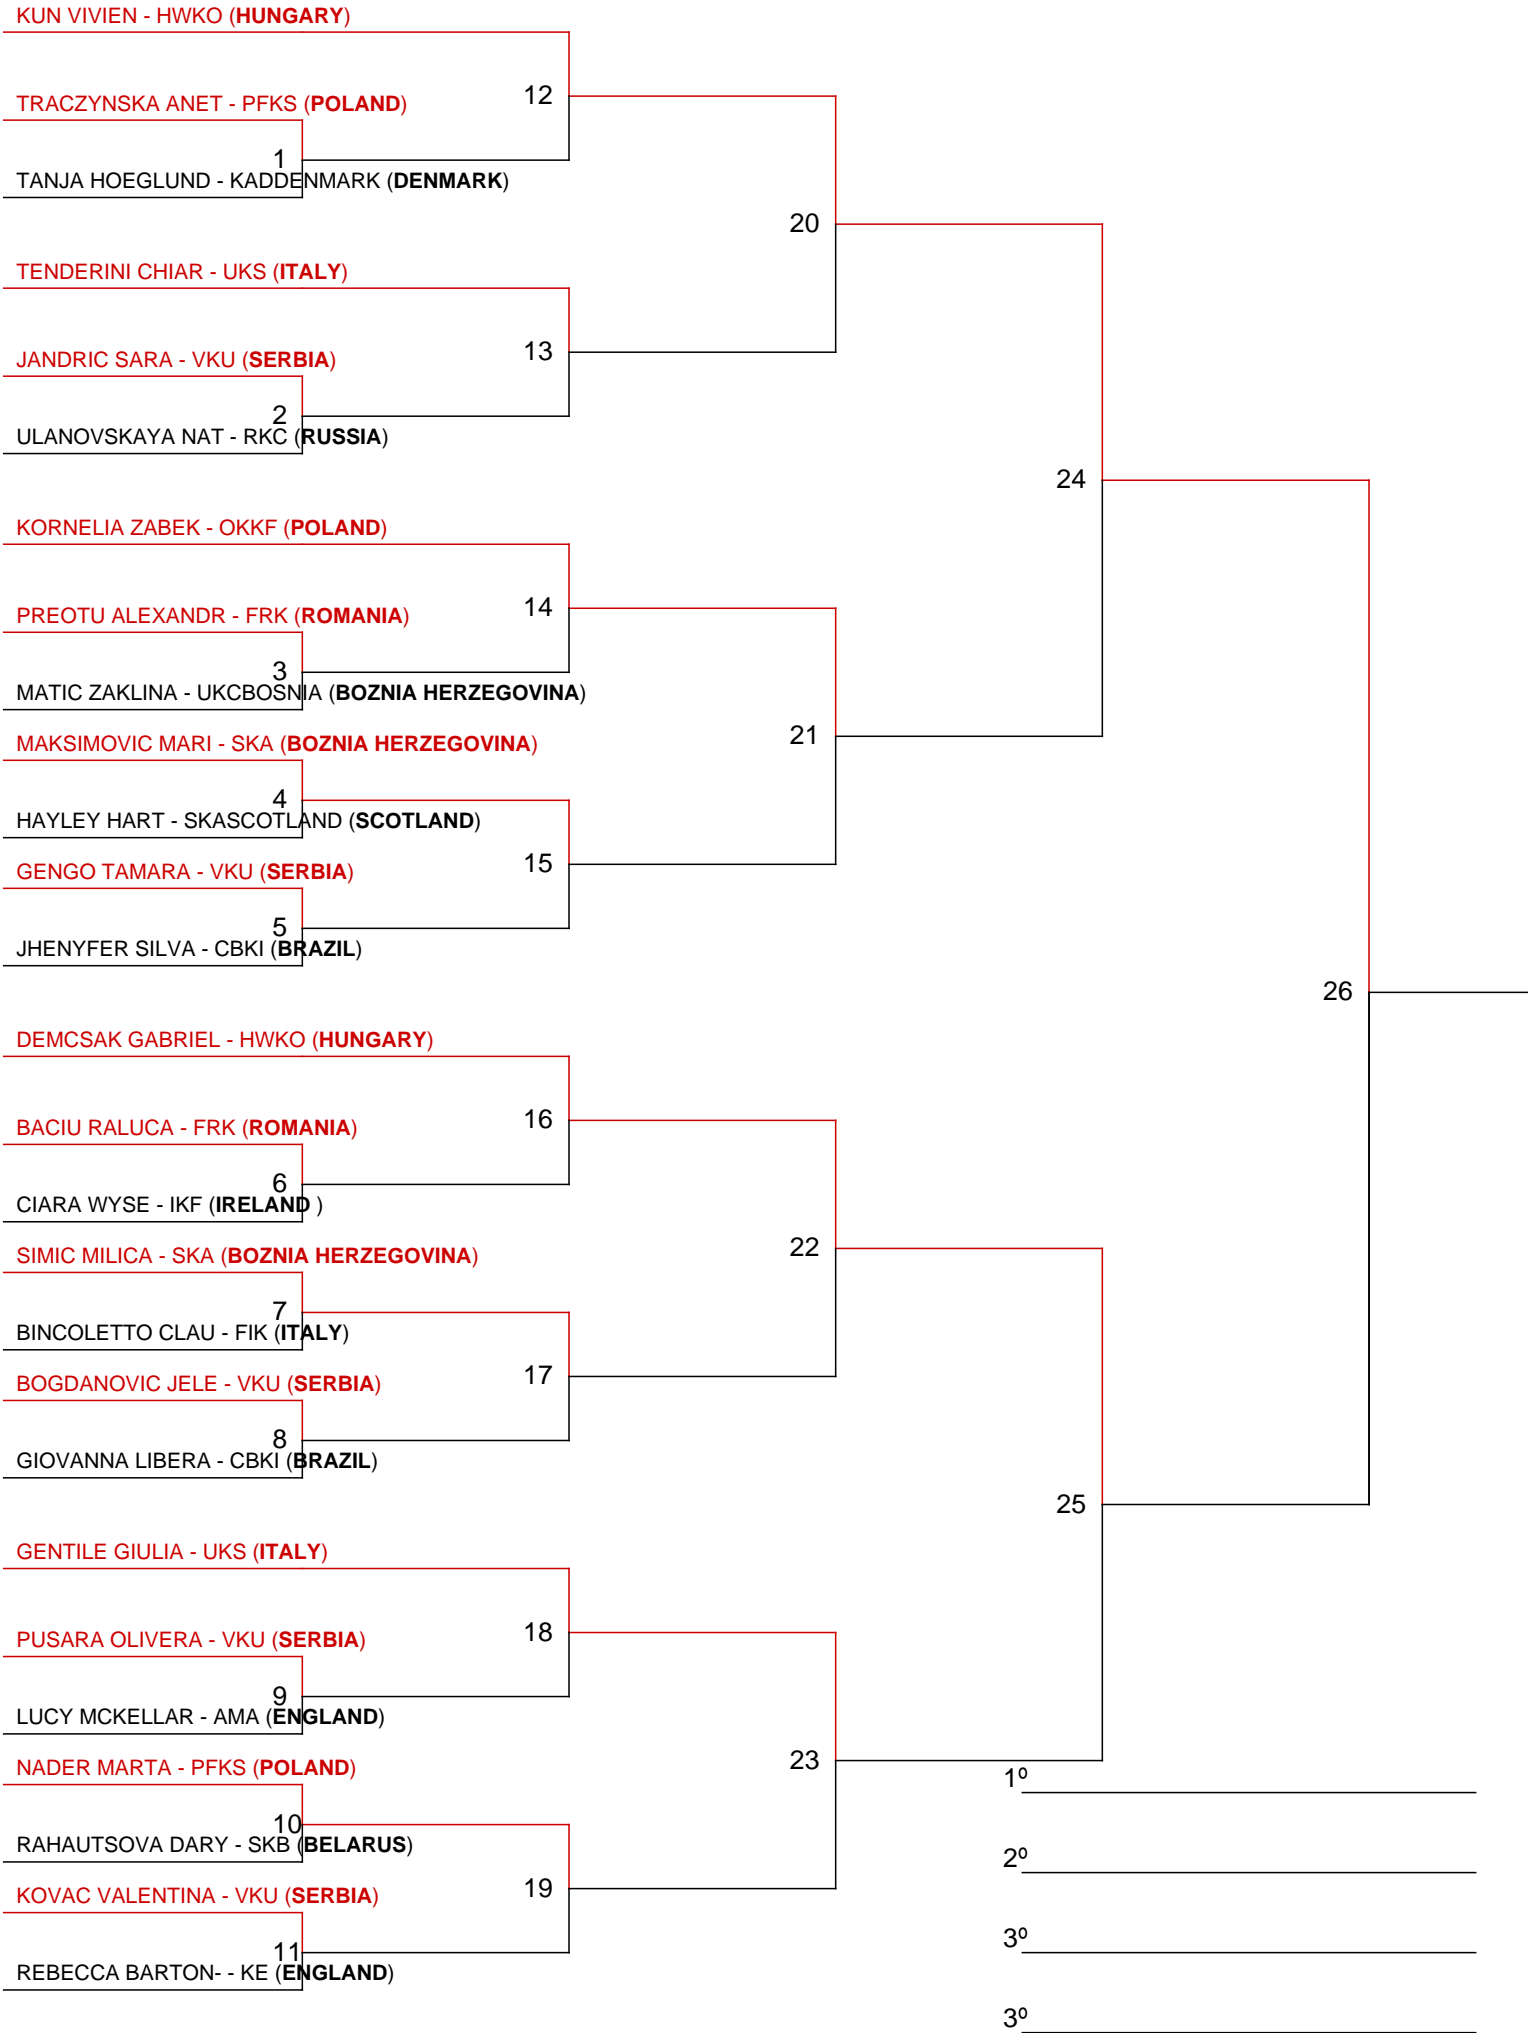 KUN VIVIEN - HWKO (HUNGARY)
12
TRACZYNSKA ANET - PFKS (POLAND)
1
TANJA HOEGLUND - KADDENMARK (DENMARK)
20
TENDERINI CHIAR - UKS (ITALY)
13
JANDRIC SARA - VKU (SERBIA)
2
ULANOVSKAYA NAT - RKC (RUSSIA)
24
KORNELIA ZABEK - OKKF (POLAND)
14
PREOTU ALEXANDR - FRK (ROMANIA)
3
MATIC ZAKLINA - UKCBOSNIA (BOZNIA HERZEGOVINA)
21
MAKSIMOVIC MARI - SKA (BOZNIA HERZEGOVINA)
4
HAYLEY HART - SKASCOTLAND (SCOTLAND)
15
GENGO TAMARA - VKU (SERBIA)
5
JHENYFER SILVA - CBKI (BRAZIL)
26
DEMCSAK GABRIEL - HWKO (HUNGARY)
16
BACIU RALUCA - FRK (ROMANIA)
6
CIARA WYSE - IKF (IRELAND )
22
SIMIC MILICA - SKA (BOZNIA HERZEGOVINA)
7
BINCOLETTO CLAU - FIK (ITALY)
17
BOGDANOVIC JELE - VKU (SERBIA)
8
GIOVANNA LIBERA - CBKI (BRAZIL)
25
GENTILE GIULIA - UKS (ITALY)
18
PUSARA OLIVERA - VKU (SERBIA)
9
LUCY MCKELLAR - AMA (ENGLAND)
23
NADER MARTA - PFKS (POLAND)
10
RAHAUTSOVA DARY - SKB (BELARUS)
19
KOVAC VALENTINA - VKU (SERBIA)
11
REBECCA BARTON- - KE (ENGLAND)
1º
2º
3º
3º